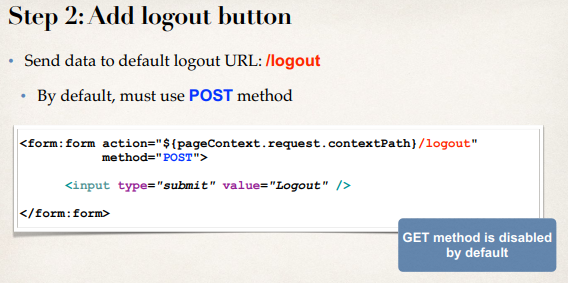 Step 2: Add logout button
• Send data to default logout URL: /logout
• By default, must use POST method
<form:form action="${pageContext.request.contextPath}/logout"
method="POST">
<input type="submit" value="Logout" />
</form:form>
GET method is disabled
by default